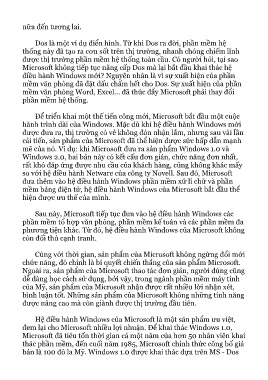 nữa đến tương lai.
Dos là một ví dụ điển hình. Từ khi Dos ra đời, phần mềm hệ
thống này đã tạo ra cơn sốt trên thị trường, nhanh chóng chiếm lĩnh
được thị trường phần mềm hệ thống toàn cầu. Có người hỏi, tại sao
Microsoft không tiếp tục nâng cấp Dos mà lại bắt đầu khai thác hệ
điều hành Windows mới? Nguyên nhân là vì sự xuất hiện của phần
mềm văn phòng đã đặt dấu chấm hết cho Dos. Sự xuất hiện của phần
mềm văn phòng Word, Excel... đã thúc đẩy Microsoft phải thay đổi
phần mềm hệ thống.
Để triển khai một thế tiến công mới, Microsoft bắt đầu một cuộc
hành trình dài của Windows. Mặc dù khi hệ điều hành Windows mới
được đưa ra, thị trường có vẻ không đón nhận lắm, nhưng sau vài lần
cải tiến, sản phẩm của Microsoft đã thể hiện được sức hấp dẫn mạnh
mẽ của nó. Ví dụ: khi Microsoft đưa ra sản phẩm Windows 1.0 và
Windows 2.0, hai bản này có kết cấu đơn giản, chức năng đơn nhất,
rất khó đáp ứng được nhu cầu của khách hàng, cũng không khác mấy
so với hệ điều hành Netware của công ty Novell. Sau đó, Microsoft
đưa thêm vào hệ điều hành Windows phần mềm xử lí chữ và phần
mềm bảng điện tử, hệ điều hành Windows của Microsoft bắt đầu thể
hiện được ưu thế của mình.
Sau này, Microsoft tiếp tục đưa vào hệ điều hành Windows các
phần mềm tổ hợp văn phòng, phần mềm kế toán và các phần mềm đa
phương tiện khác. Từ đó, hệ điều hành Windows của Microsoft không
còn đối thủ cạnh tranh.
Cùng với thời gian, sản phẩm của Microsoft không ngừng đổi mới
chức năng, đó chính là bí quyết chiến thắng của sản phẩm Microsoft.
Ngoài ra, sản phẩm của Microsoft thao tác đơn giản, người dùng cũng
dễ dàng học cách sử dụng, bởi vậy, trong ngành phần mềm máy tính
của Mỹ, sản phẩm của Microsoft nhận được rất nhiều lời nhận xét,
bình luận tốt. Những sản phẩm của Microsoft không những tính năng
được nâng cao mà còn giành được thị trường đầu tiên.
Hệ điều hành Windows của Microsoft là một sản phẩm ưu việt,
đem lại cho Microsoft nhiều lợi nhuận. Để khai thác Windows 1.0,
Microsoft đã tiêu tốn thời gian cả một năm của hơn 50 nhân viên khai
thác phần mềm, đến cuối năm 1985, Microsoft chính thức công bố giá
bán là 100 đô la Mỹ. Windows 1.0 được khai thác dựa trên MS - Dos